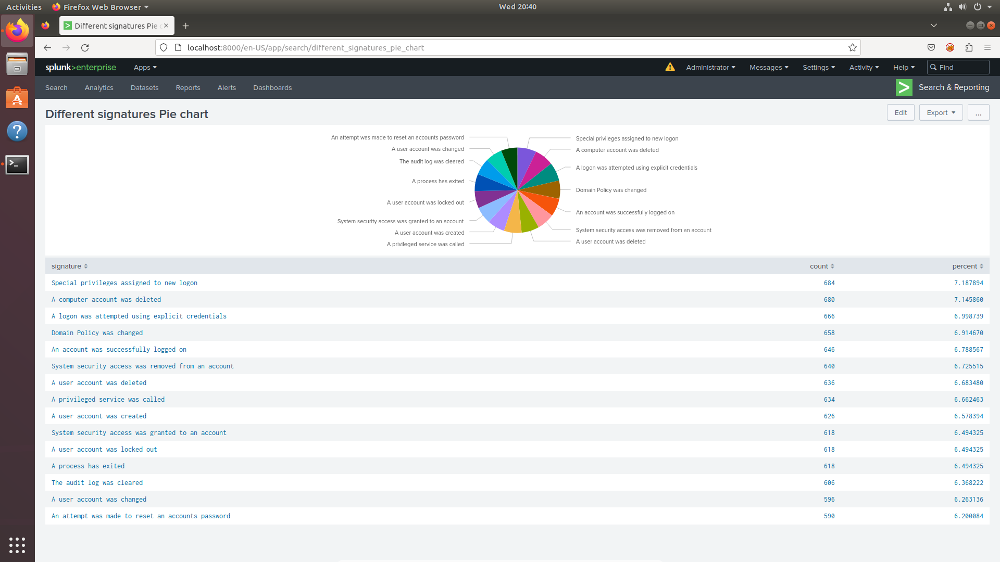 Activities Firefox Web Browser Wed 20:40
Different signatures Pie c
localhost:8000/en-US/app/search/different_signatures_pie_chart
splunk>enterprise Apps Administrator Messages Settings Activity Help Find
Search Analytics Datasets Reports Alerts Dashboards Search & Reporting
Different signatures Pie chart Edit Export ...
An attempt was made to reset an accounts password
A user account was changed
The audit log was cleared
A process has exited
A user account was locked out
System security access was granted to an account
A user account was created
A privileged service was called
Special privileges assigned to new logon
A computer account was deleted
A logon was attempted using explicit credentials
Domain Policy was changed
An account was successfully logged on
System security access was removed from an account
A user account was deleted
signature count percent
Special privileges assigned to new logon 684 7.187894
A computer account was deleted 680 7.145860
A logon was attempted using explicit credentials 666 6.998739
Domain Policy was changed 658 6.914670
An account was successfully logged on 646 6.788567
System security access was removed from an account 640 6.725515
A user account was deleted 636 6.683480
A privileged service was called 634 6.662463
A user account was created 626 6.578394
System security access was granted to an account 618 6.494325
A user account was locked out 618 6.494325
A process has exited 618 6.494325
The audit log was cleared 606 6.368222
A user account was changed 596 6.263136
An attempt was made to reset an accounts password 590 6.200084